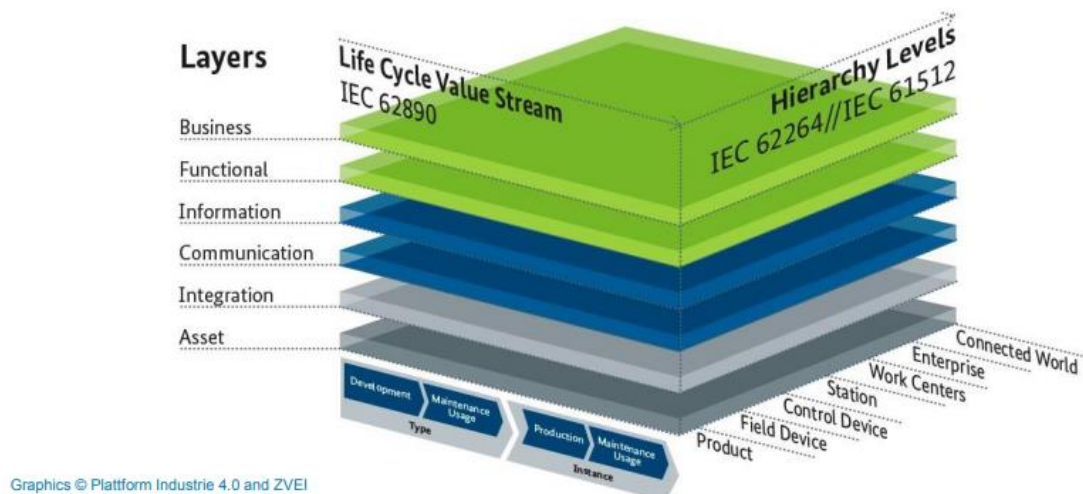 Layers
Life Cycle Value Stream
IEC 62890
Hierarchy Levels
IEC 62264//IEC 61512
Business
Functional
Information
Communication
Integration
Asset
Development
Maintenance
Usage
Type
Production
Maintenance
Usage
Instance
Connected World
Enterprise
Work Centers
Station
Control Device
Field Device
Product
Graphics © Plattform Industrie 4.0 and ZVEI